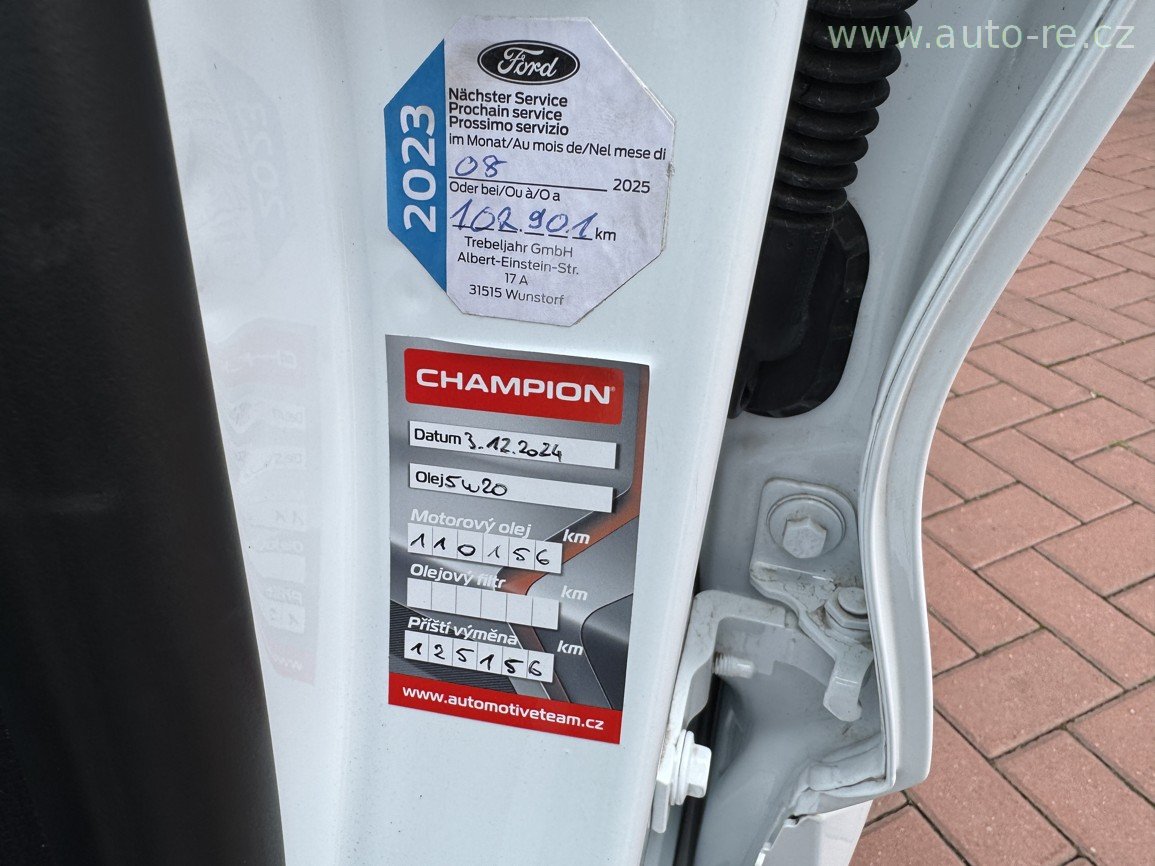 www.auto-re.cz
Ford
2023
Nächster Service
Prochain service
Prossimo servizio
im Monat/Au mois de/Nel mese di
08 2025
Oder bei/Ou à/O a
102.901 km
Trebeljahr GmbH
Albert-Einstein-Str.
17 A
31515 Wunstorf
CHAMPION®
Datum 3.12.2024
Olej 5w20
Motorový olej
110156 km
Olejový filtr
km
Příští výměna
125156 km
www.automotiveteam.cz